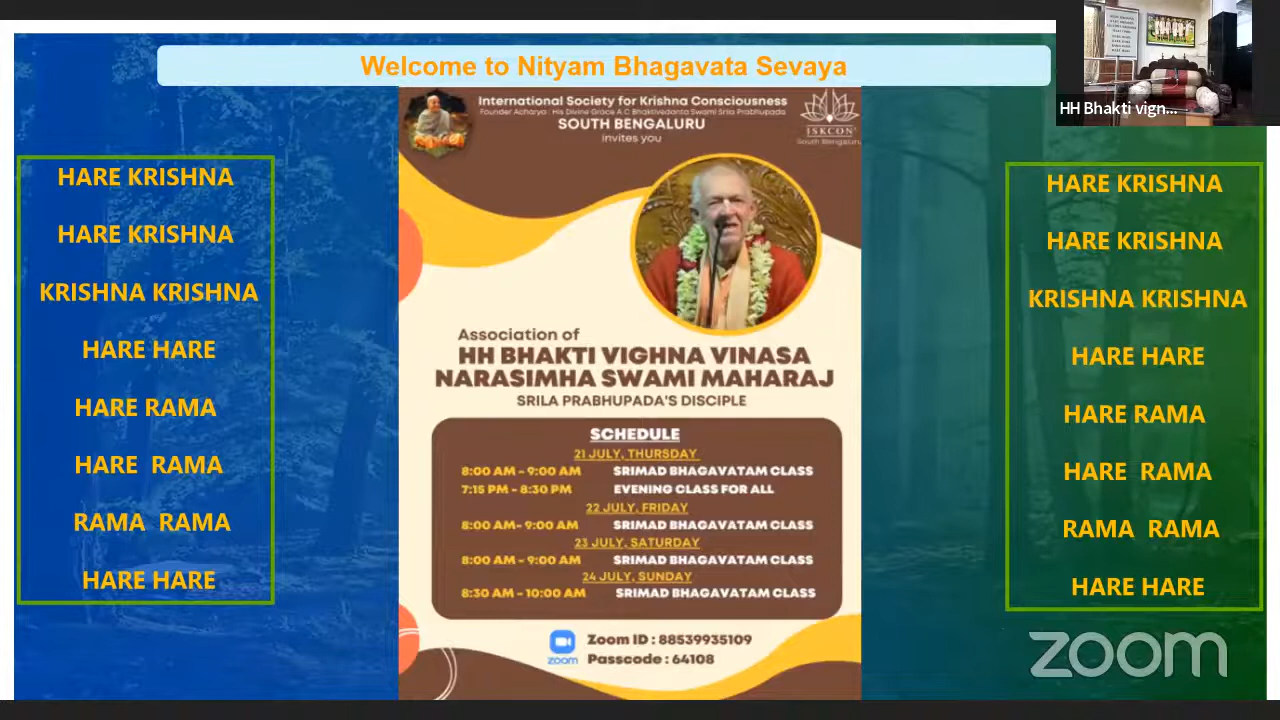 Welcome to Nityam Bhagavata Sevaya
HH Bhakti vign...
International Society for Krishna Consciousness
Founder Acharya : His Divine Grace A.C Bhaktivedanta Swami Srila Prabhupada
SOUTH BENGALURU
invites you
ISKCON
South Bengaluru
HARE KRISHNA
HARE KRISHNA
KRISHNA KRISHNA
HARE HARE
HARE RAMA
HARE RAMA
RAMA RAMA
HARE HARE
Association of
HH BHAKTI VIGHNA VINASA
NARASIMHA SWAMI MAHARAJ
SRILA PRABHUPADA'S DISCIPLE
SCHEDULE
21 JULY, THURSDAY
8:00 AM - 9:00 AM SRIMAD BHAGAVATAM CLASS
7:15 PM - 8:30 PM EVENING CLASS FOR ALL
22 JULY, FRIDAY
8:00 AM- 9:00 AM SRIMAD BHAGAVATAM CLASS
23 JULY, SATURDAY
8:00 AM - 9:00 AM SRIMAD BHAGAVATAM CLASS
24 JULY, SUNDAY
8:30 AM - 10:00 AM SRIMAD BHAGAVATAM CLASS
zoom
Zoom ID : 88539935109
Passcode : 64108
HARE KRISHNA
HARE KRISHNA
KRISHNA KRISHNA
HARE HARE
HARE RAMA
HARE RAMA
RAMA RAMA
HARE HARE
zoom